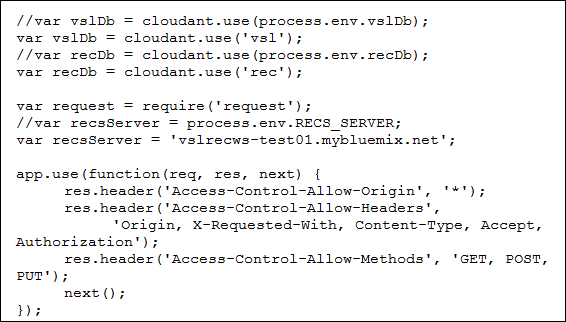 //var vslDb = cloudant.use(process.env.vslDb);
var vslDb = cloudant.use('vsl');
//var recDb = cloudant.use(process.env.recDb);
var recDb = cloudant.use('rec');

var request = require('request');
//var recsServer = process.env.RECS_SERVER;
var recsServer = 'vslrecws-test01.mybluemix.net';

app.use(function(req, res, next) {
     res.header('Access-Control-Allow-Origin', '*');
     res.header('Access-Control-Allow-Headers',
          'Origin, X-Requested-With, Content-Type, Accept,
Authorization');
     res.header('Access-Control-Allow-Methods', 'GET, POST,
PUT');
     next();
});